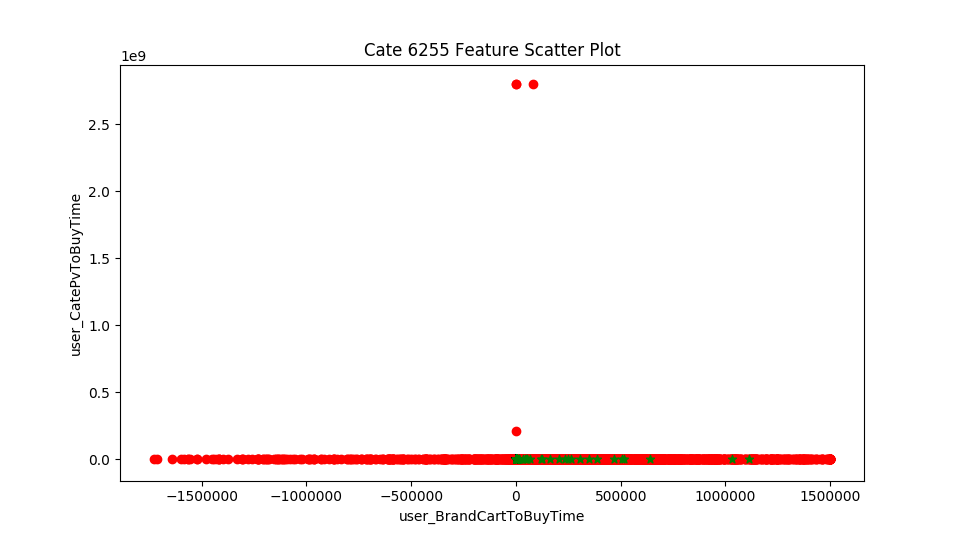 Cate 6255 Feature Scatter Plot
1e9
2.5
2.0
1.5
1.0
0.5
0.0
user_CatePvToBuyTime
−1500000 −1000000 −500000 0 500000 1000000 1500000
user_BrandCartToBuyTime